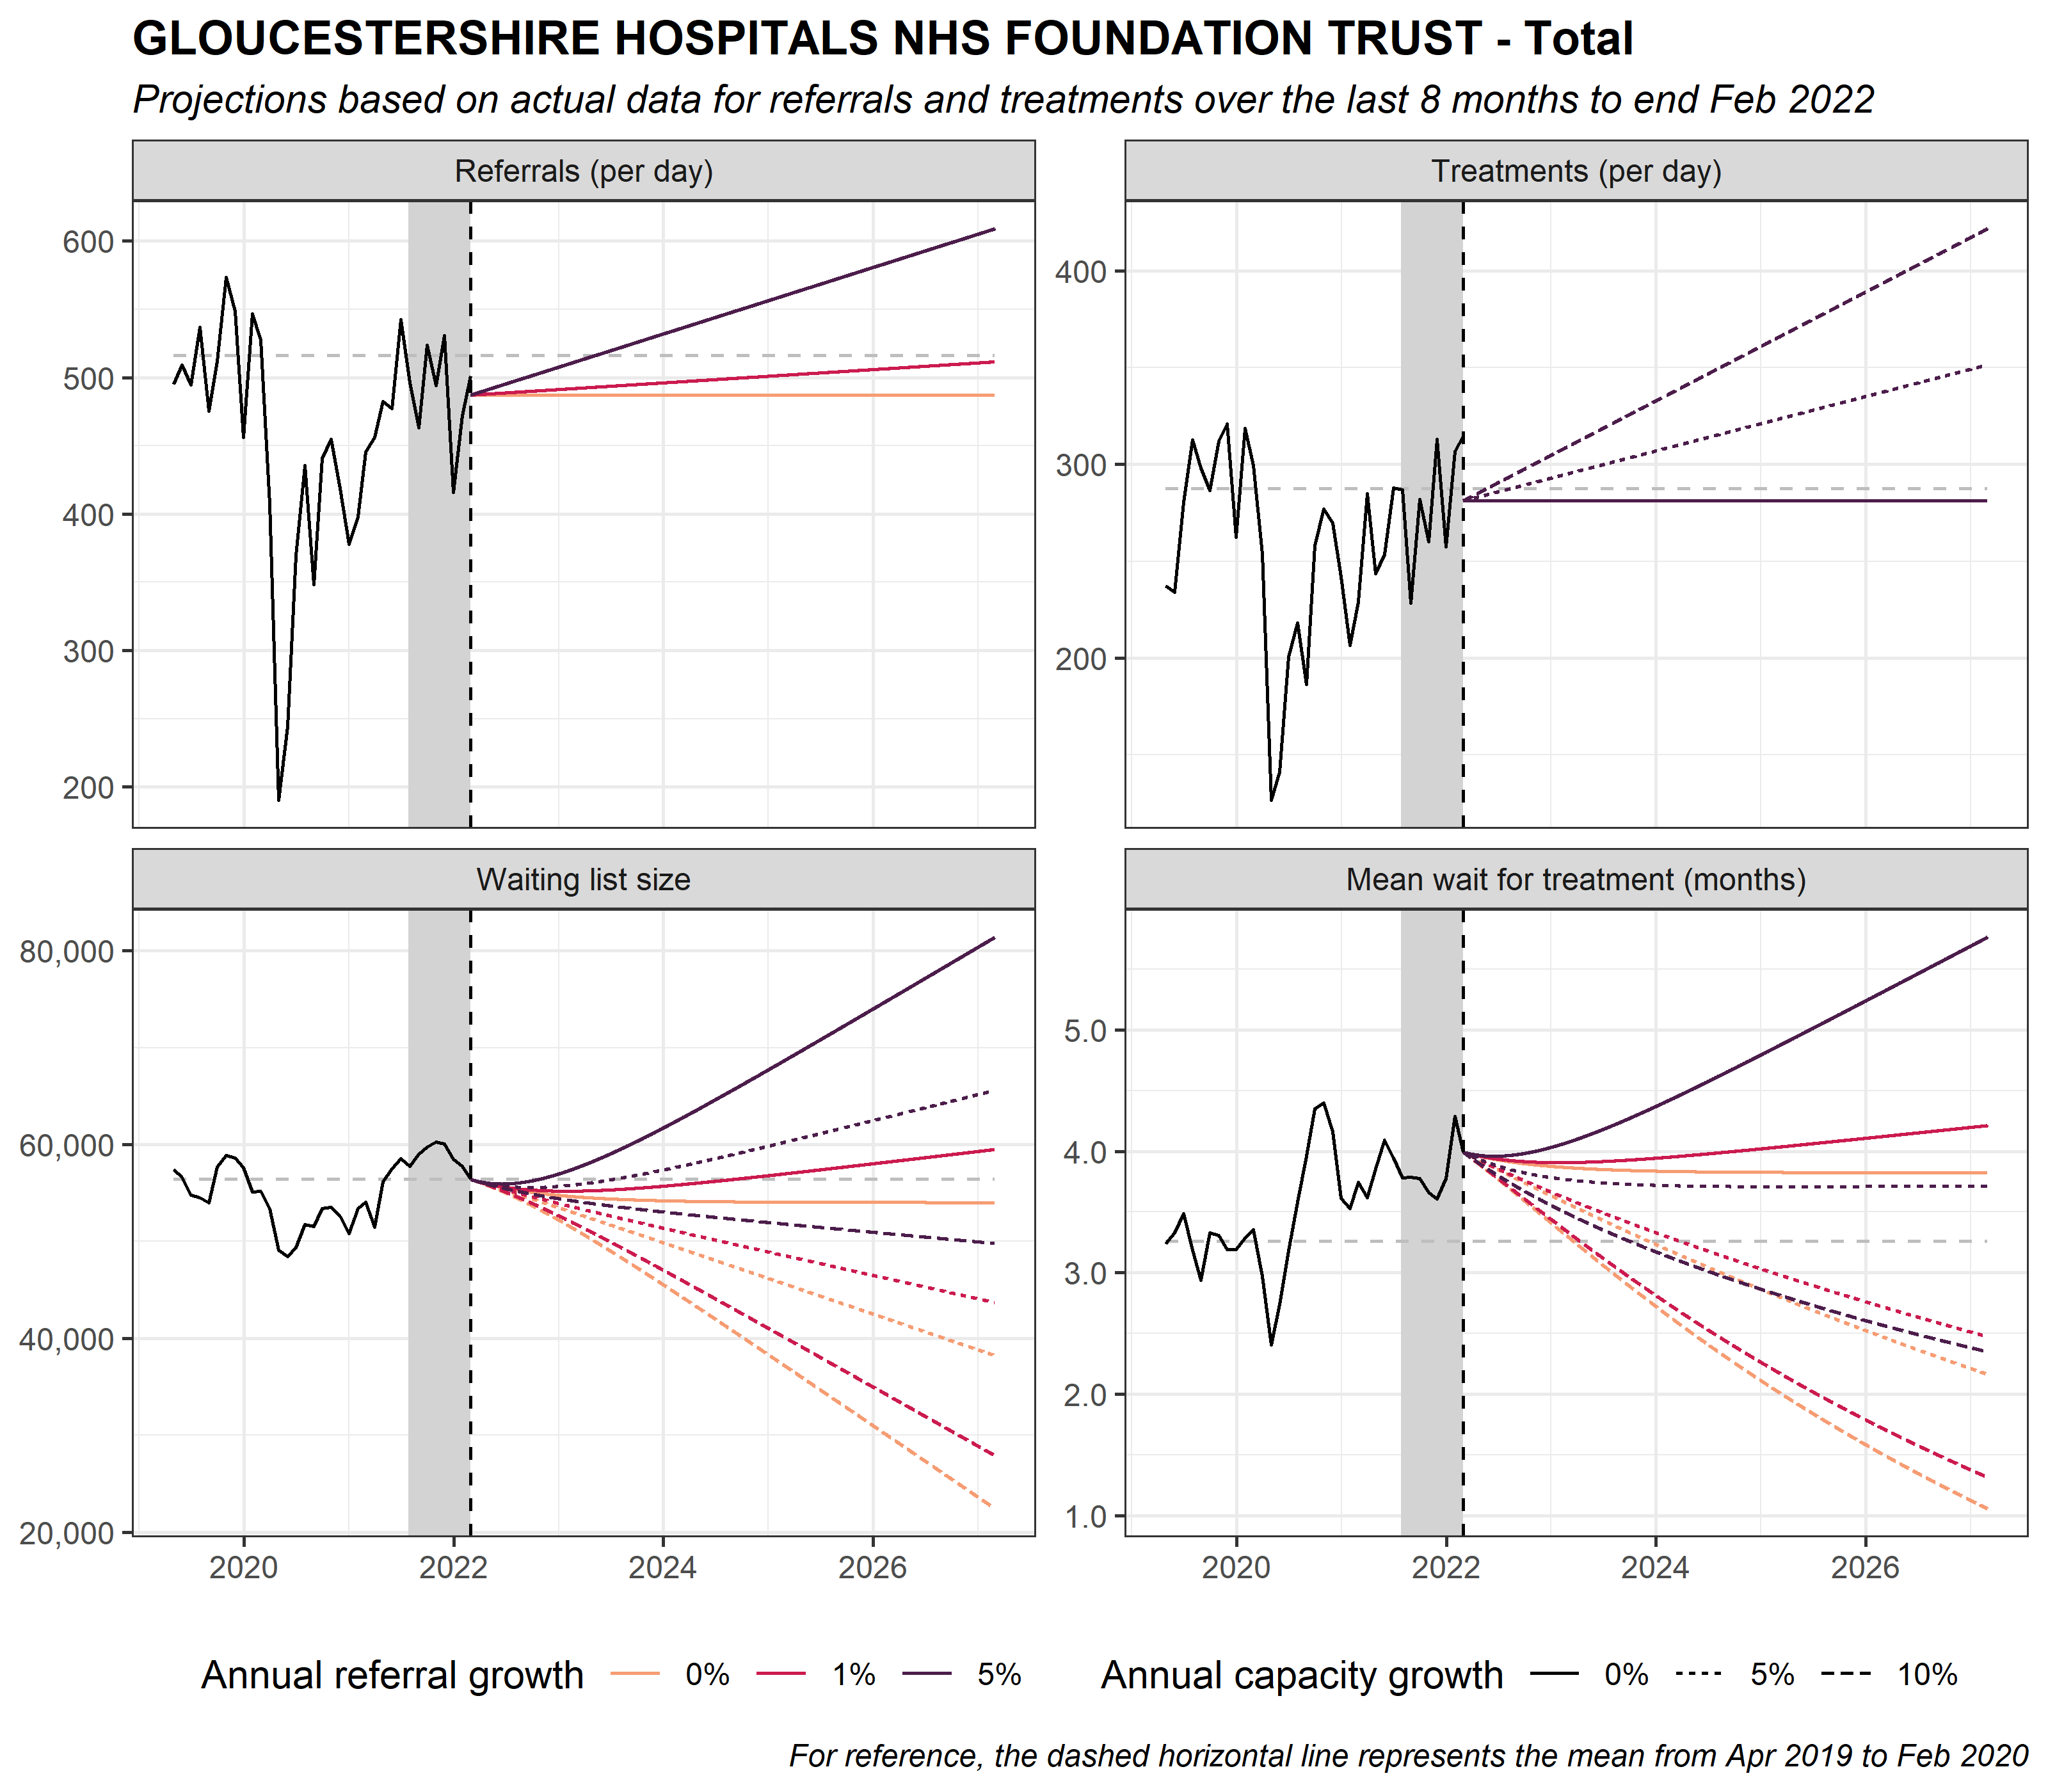 GLOUCESTERSHIRE HOSPITALS NHS FOUNDATION TRUST - Total
Projections based on actual data for referrals and treatments over the last 8 months to end Feb 2022
Referrals (per day)
600
500
400
300
200
Treatments (per day)
400
300
200
Waiting list size
80,000
60,000
40,000
20,000
2020 2022 2024 2026
Mean wait for treatment (months)
5.0
4.0
3.0
2.0
1.0
2020 2022 2024 2026
Annual referral growth 0% 1% 5%
Annual capacity growth 0% 5% 10%
For reference, the dashed horizontal line represents the mean from Apr 2019 to Feb 2020